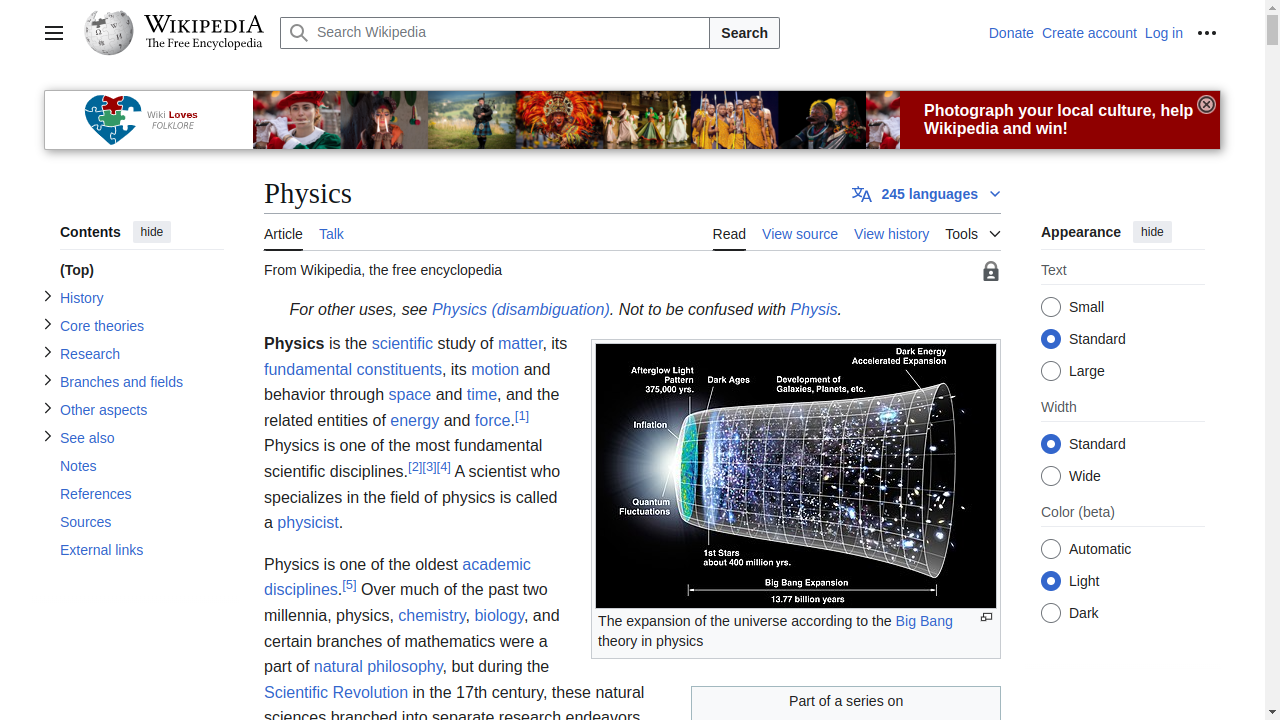 WIKIPEDIA
The Free Encyclopedia
Search Wikipedia
Search
Donate
Create account
Log in
Wiki Loves
FOLKLORE
Photograph your local culture, help
Wikipedia and win!
Physics
245 languages
Article
Talk
Read
View source
View history
Tools
From Wikipedia, the free encyclopedia
Contents
hide
(Top)
History
Core theories
Research
Branches and fields
Other aspects
See also
Notes
References
Sources
External links
For other uses, see Physics (disambiguation). Not to be confused with Physis.
Physics is the scientific study of matter, its
fundamental constituents, its motion and
behavior through space and time, and the
related entities of energy and force.[1]
Physics is one of the most fundamental
scientific disciplines.[2][3][4] A scientist who
specializes in the field of physics is called
a physicist.
Physics is one of the oldest academic
disciplines.[5] Over much of the past two
millennia, physics, chemistry, biology, and
certain branches of mathematics were a
part of natural philosophy, but during the
Scientific Revolution in the 17th century, these natural
sciences branched into separate research endeavors.
Dark Energy
Accelerated Expansion
Afterglow Light
Pattern
375,000 yrs.
Dark Ages
Development of
Galaxies, Planets, etc.
Inflation
Quantum
Fluctuations
1st Stars
about 400 million yrs.
Big Bang Expansion
13.77 billion years
The expansion of the universe according to the Big Bang
theory in physics
Part of a series on
Appearance
hide
Text
Small
Standard
Large
Width
Standard
Wide
Color (beta)
Automatic
Light
Dark